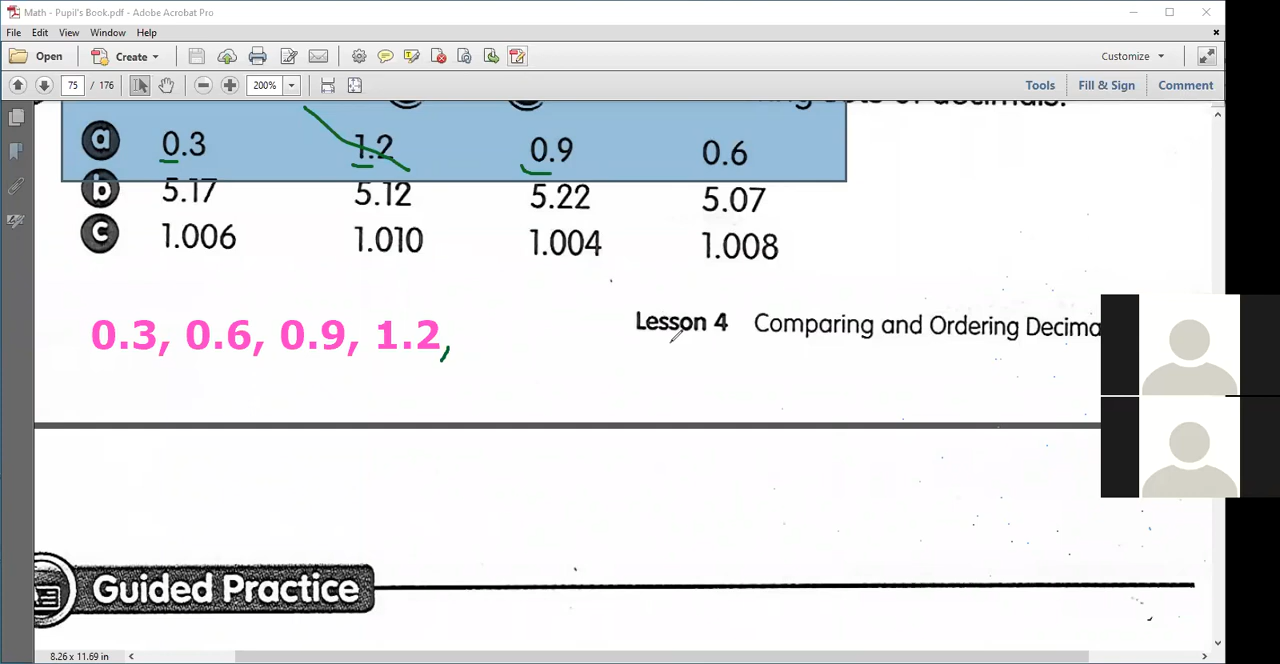 Math - Pupil's Book.pdf - Adobe Acrobat Pro
File Edit View Window Help
Open Create Customize
75 / 176 200% Tools Fill & Sign Comment
of decimals.
a 0.3 1.2 0.9 0.6
b 5.17 5.12 5.22 5.07
c 1.006 1.010 1.004 1.008
0.3, 0.6, 0.9, 1.2,
Lesson 4 Comparing and Ordering Decima
Guided Practice
8.26 x 11.69 in